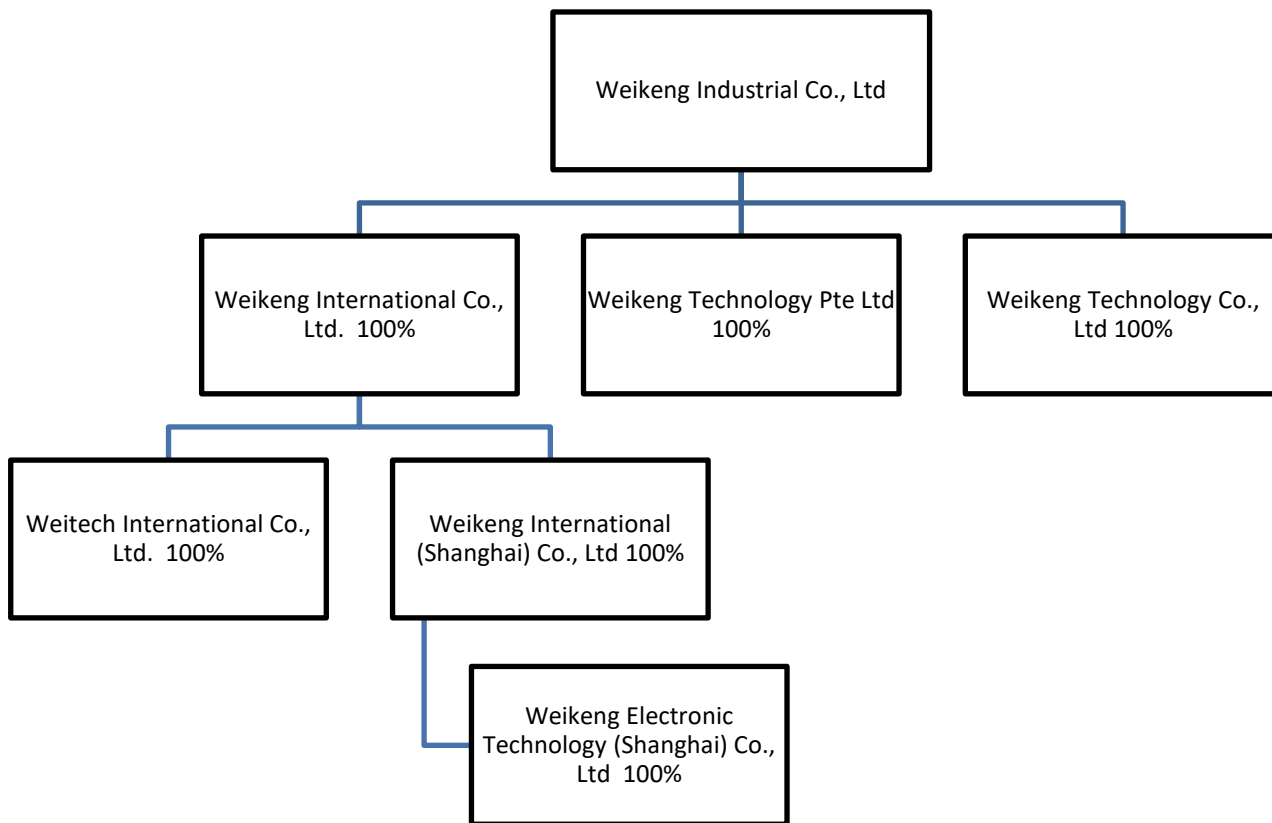 Weikeng Industrial Co., Ltd
Weikeng International Co.,
Ltd.  100%
Weikeng Technology Pte Ltd
100%
Weikeng Technology Co.,
Ltd 100%
Weitech International Co.,
Ltd.  100%
Weikeng International
(Shanghai) Co., Ltd 100%
Weikeng Electronic
Technology (Shanghai) Co.,
Ltd  100%